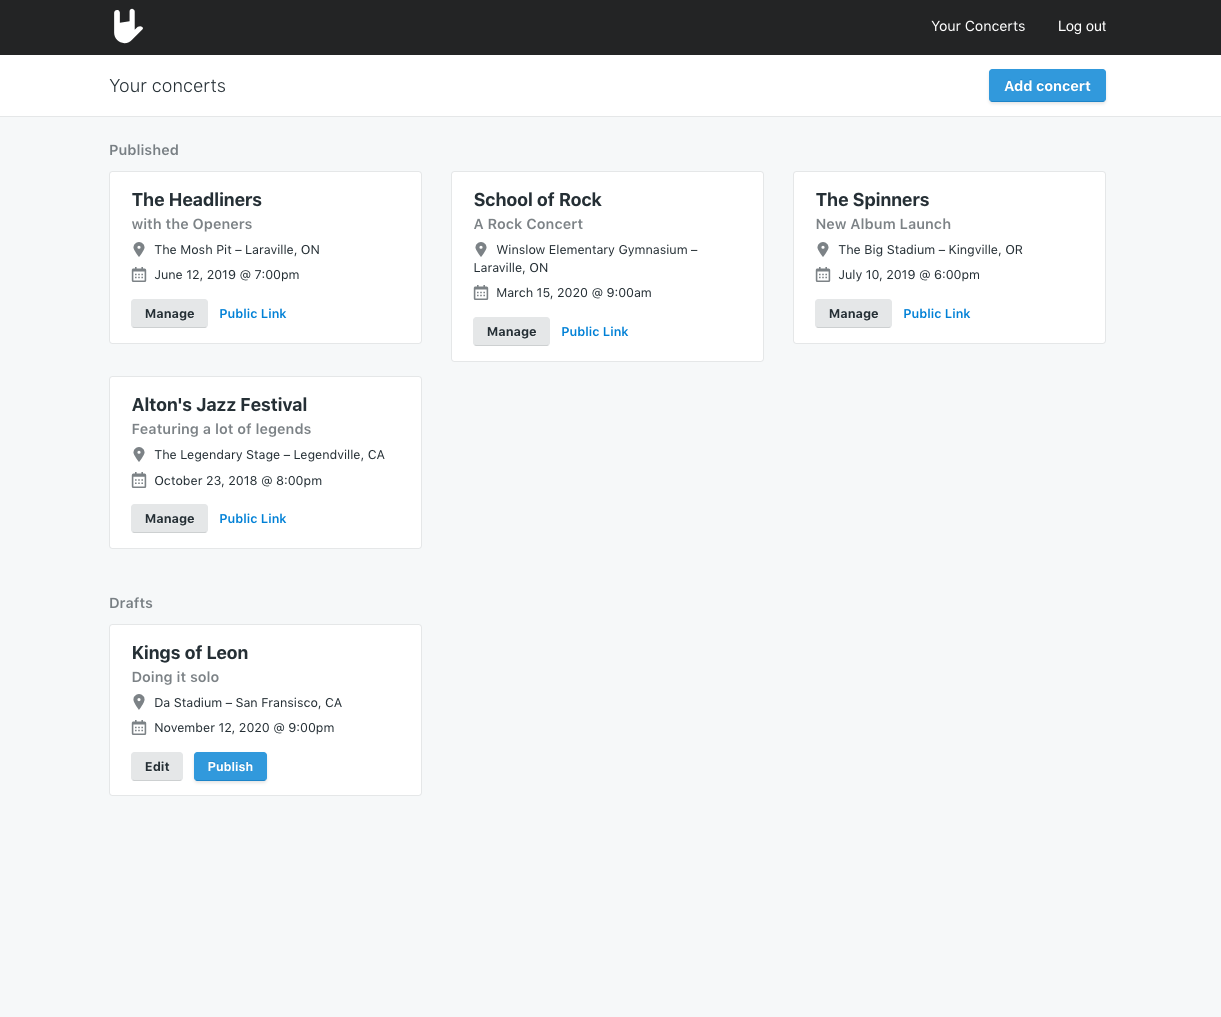 Your Concerts
Log out
Your concerts
Add concert
Published
The Headliners
with the Openers
The Mosh Pit – Laraville, ON
June 12, 2019 @ 7:00pm
Manage
Public Link
School of Rock
A Rock Concert
Winslow Elementary Gymnasium –
Laraville, ON
March 15, 2020 @ 9:00am
Manage
Public Link
The Spinners
New Album Launch
The Big Stadium – Kingville, OR
July 10, 2019 @ 6:00pm
Manage
Public Link
Alton's Jazz Festival
Featuring a lot of legends
The Legendary Stage – Legendville, CA
October 23, 2018 @ 8:00pm
Manage
Public Link
Drafts
Kings of Leon
Doing it solo
Da Stadium – San Fransisco, CA
November 12, 2020 @ 9:00pm
Edit
Publish